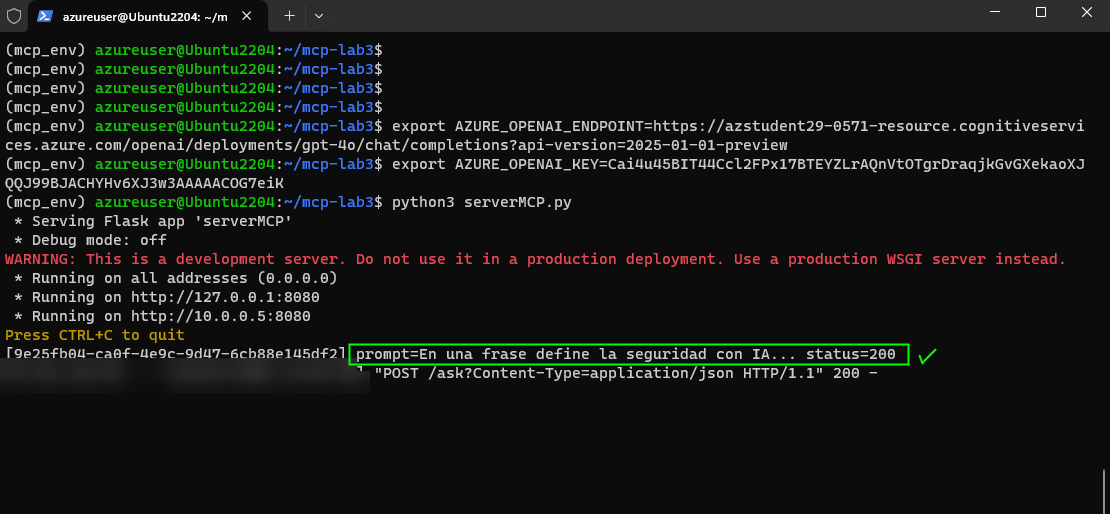 azureuser@Ubuntu2204: ~/m
(mcp_env) azureuser@Ubuntu2204:~/mcp-lab3$
(mcp_env) azureuser@Ubuntu2204:~/mcp-lab3$
(mcp_env) azureuser@Ubuntu2204:~/mcp-lab3$
(mcp_env) azureuser@Ubuntu2204:~/mcp-lab3$
(mcp_env) azureuser@Ubuntu2204:~/mcp-lab3$ export AZURE_OPENAI_ENDPOINT=https://azstudent29-0571-resource.cognitiveservi
ces.azure.com/openai/deployments/gpt-4o/chat/completions?api-version=2025-01-01-preview
(mcp_env) azureuser@Ubuntu2204:~/mcp-lab3$ export AZURE_OPENAI_KEY=Cai4u45BIT44Ccl2FPx17BTEYZLrAQnVtOTgrDraqjkGvGXekaoXJ
QQJ99BJACHYHv6XJ3w3AAAAACOG7eiK
(mcp_env) azureuser@Ubuntu2204:~/mcp-lab3$ python3 serverMCP.py
 * Serving Flask app 'serverMCP'
 * Debug mode: off
WARNING: This is a development server. Do not use it in a production deployment. Use a production WSGI server instead.
 * Running on all addresses (0.0.0.0)
 * Running on http://127.0.0.1:8080
 * Running on http://10.0.0.5:8080
Press CTRL+C to quit
[9e25fb04-ca0f-4e9c-9d47-6cb88e145df2] prompt=En una frase define la seguridad con IA... status=200
] "POST /ask?Content-Type=application/json HTTP/1.1" 200 -